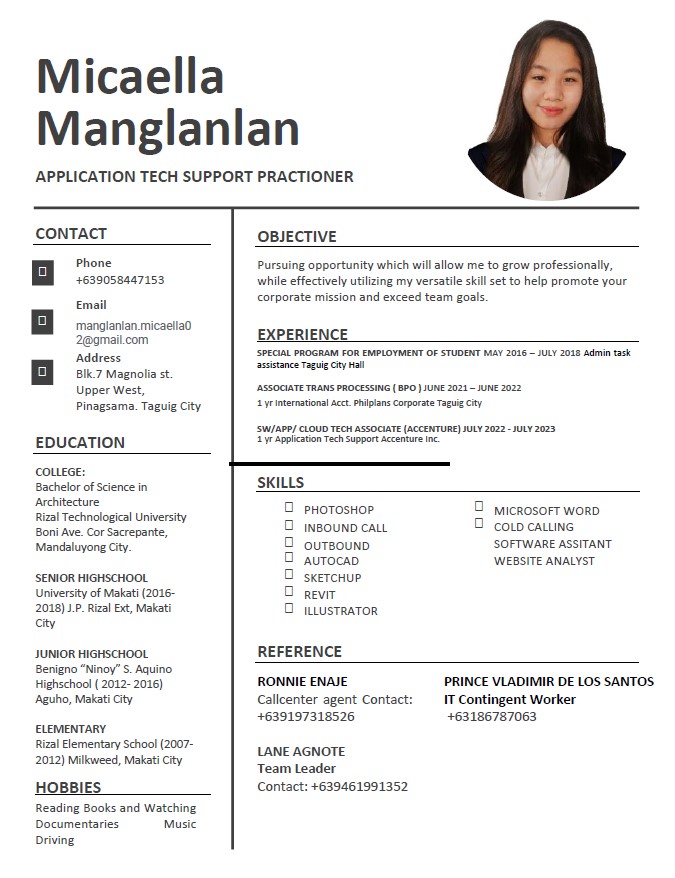 Micaella
Manglanlan
APPLICATION TECH SUPPORT PRACTIONER
CONTACT
Phone
+639058447153
Email
manglanlan.micaella0
2@gmail.com
Address
Blk.7 Magnolia st.
Upper West,
Pinagsama. Taguig City
EDUCATION
COLLEGE:
Bachelor of Science in
Architecture
Rizal Technological University
Boni Ave. Cor Sacrepante,
Mandaluyong City.
SENIOR HIGHSCHOOL
University of Makati (2016-
2018) J.P. Rizal Ext, Makati
City
JUNIOR HIGHSCHOOL
Benigno “Ninoy” S. Aquino
Highschool ( 2012- 2016)
Aguho, Makati City
ELEMENTARY
Rizal Elementary School (2007-
2012) Milkweed, Makati City
HOBBIES
Reading Books and Watching
Documentaries Music
Driving
OBJECTIVE
Pursuing opportunity which will allow me to grow professionally,
while effectively utilizing my versatile skill set to help promote your
corporate mission and exceed team goals.
EXPERIENCE
SPECIAL PROGRAM FOR EMPLOYMENT OF STUDENT MAY 2016 – JULY 2018 Admin task
assistance Taguig City Hall
ASSOCIATE TRANS PROCESSING ( BPO ) JUNE 2021 – JUNE 2022
1 yr International Acct. Philplans Corporate Taguig City
SW/APP/ CLOUD TECH ASSOCIATE (ACCENTURE) JULY 2022 - JULY 2023
1 yr Application Tech Support Accenture Inc.
SKILLS
PHOTOSHOP
INBOUND CALL
OUTBOUND
AUTOCAD
SKETCHUP
REVIT
ILLUSTRATOR
MICROSOFT WORD
COLD CALLING
SOFTWARE ASSITANT
WEBSITE ANALYST
REFERENCE
RONNIE ENAJE
Callcenter agent Contact:
+639197318526
PRINCE VLADIMIR DE LOS SANTOS
IT Contingent Worker
+63186787063
LANE AGNOTE
Team Leader
Contact: +639461991352